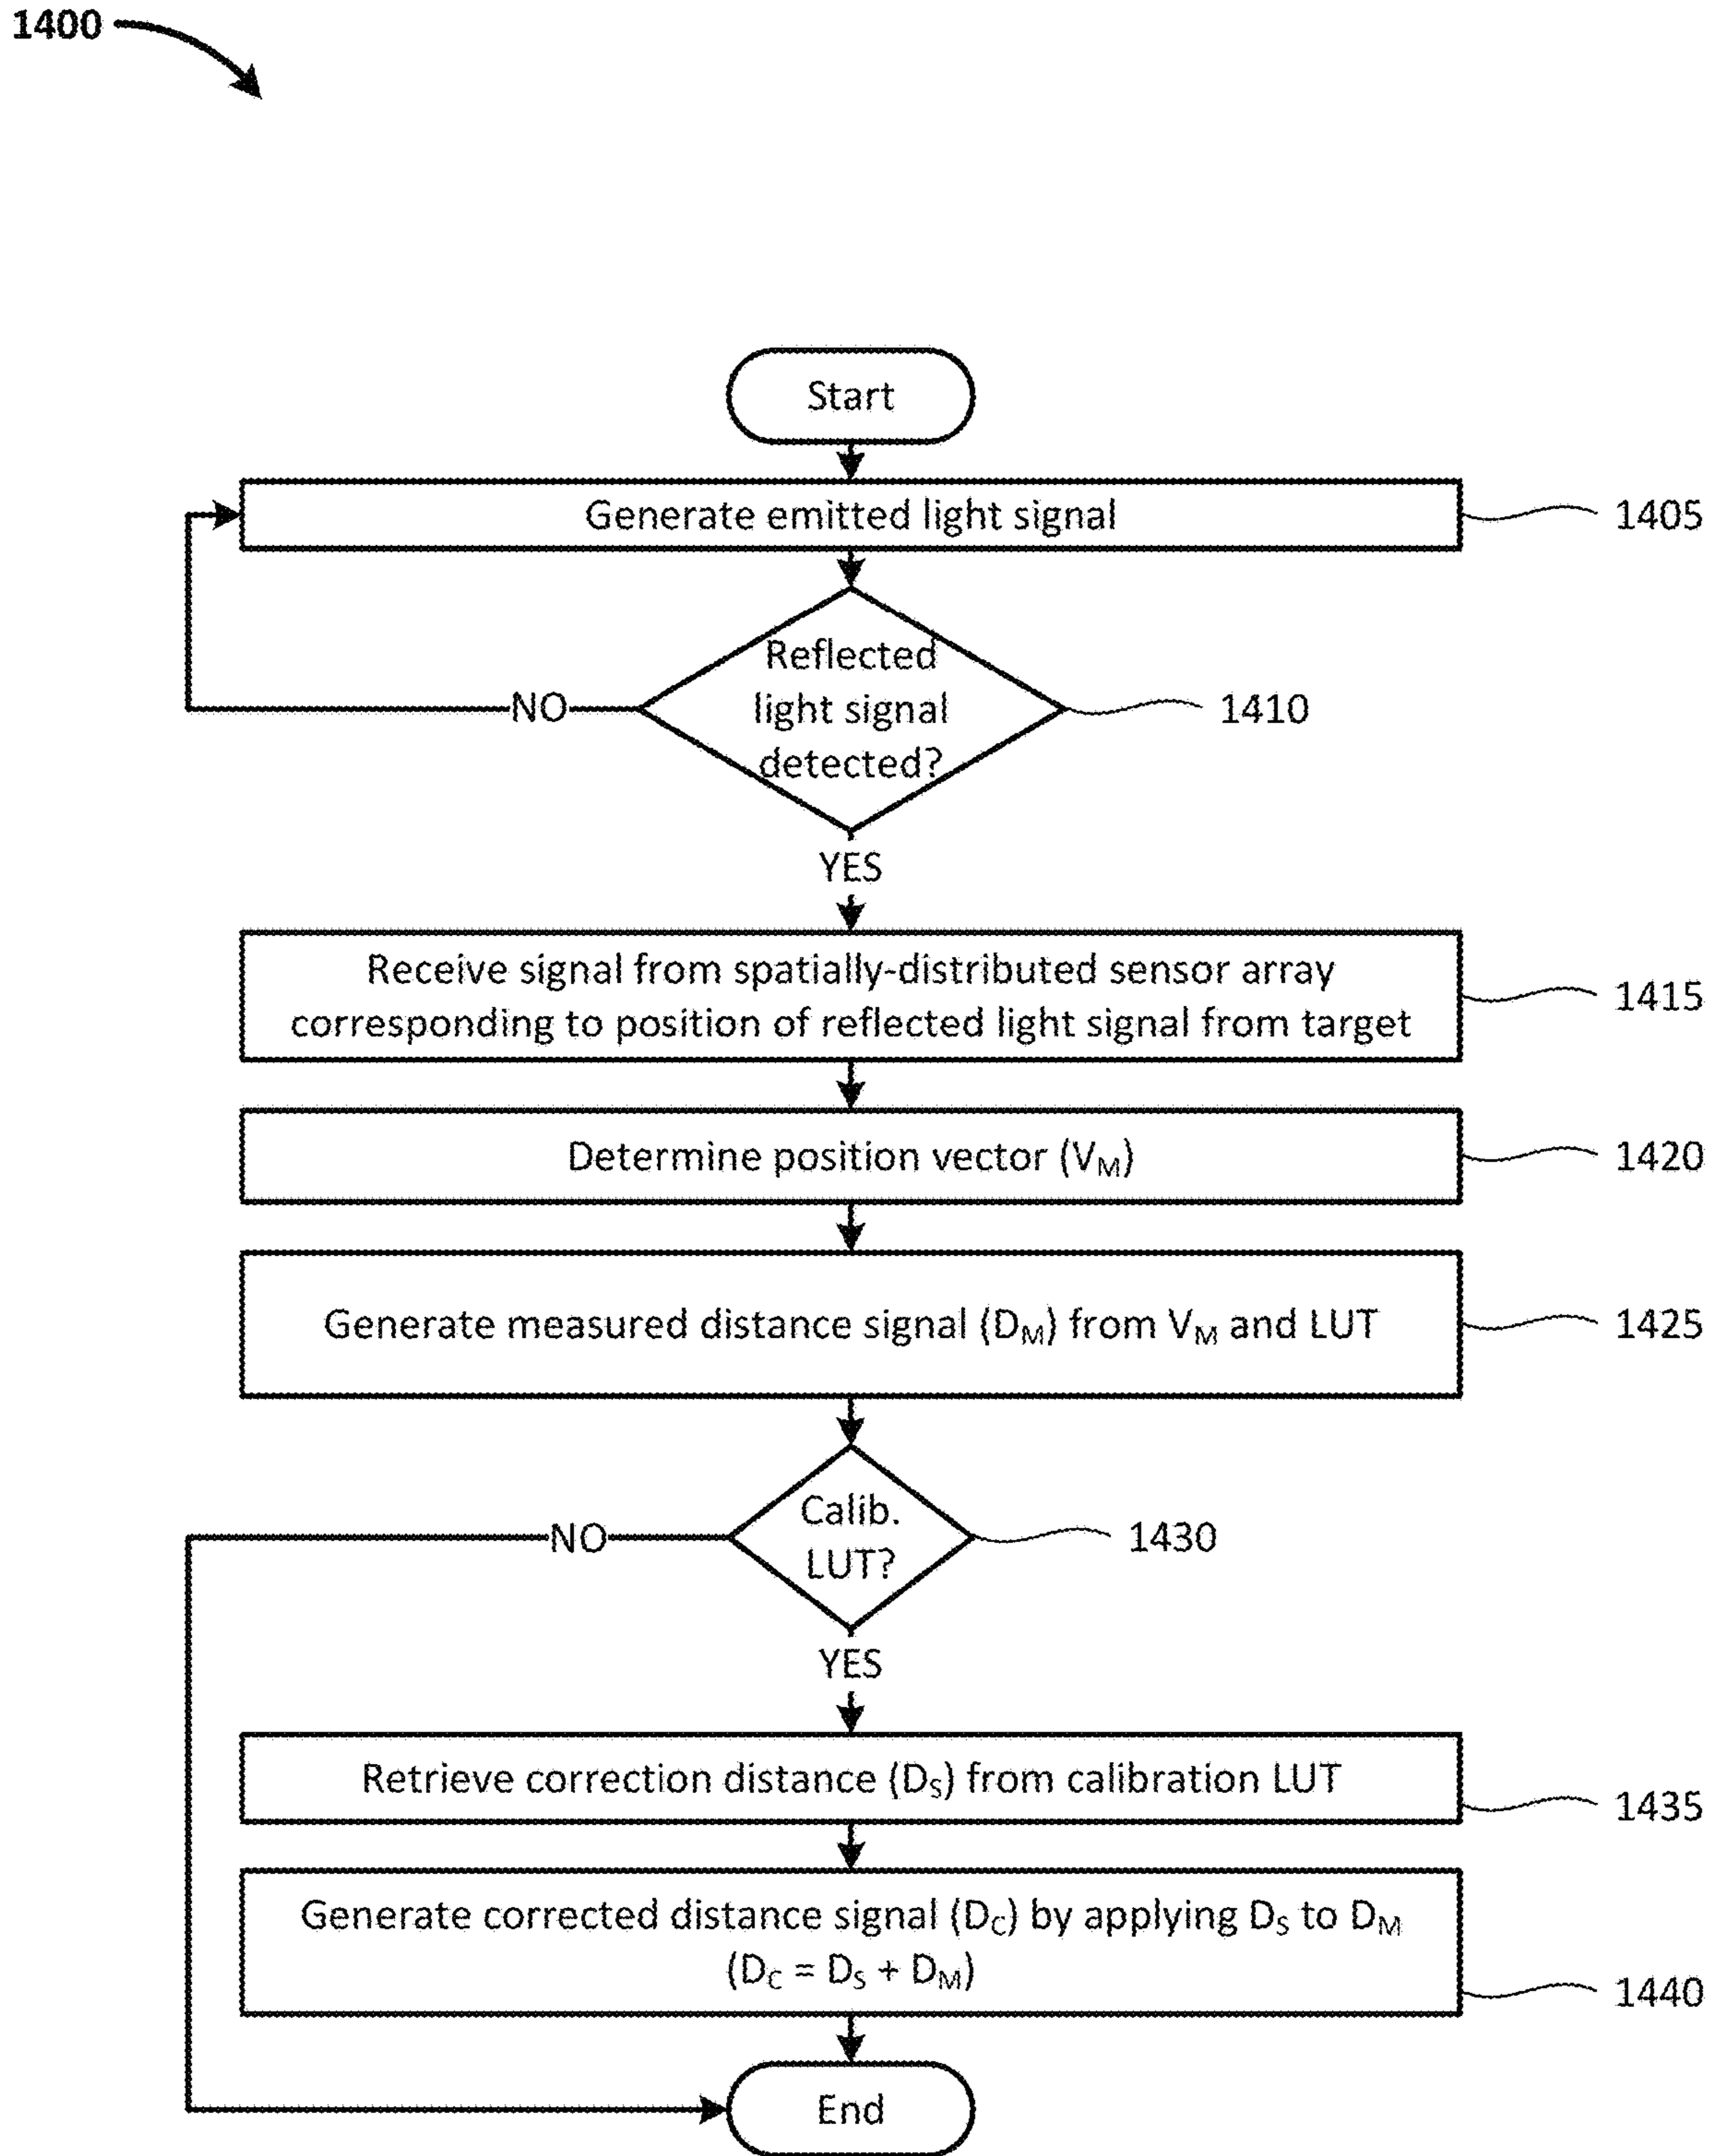 1400
Start
Generate emitted light signal
1405
Reflected
light signal
detected?
1410
NO
YES
Receive signal from spatially-distributed sensor array
corresponding to position of reflected light signal from target
1415
Determine position vector (VM)
1420
Generate measured distance signal (DM) from VM and LUT
1425
Calib.
LUT?
1430
NO
YES
Retrieve correction distance (DS) from calibration LUT
1435
Generate corrected distance signal (DC) by applying DS to DM
(DC = DS + DM)
1440
End